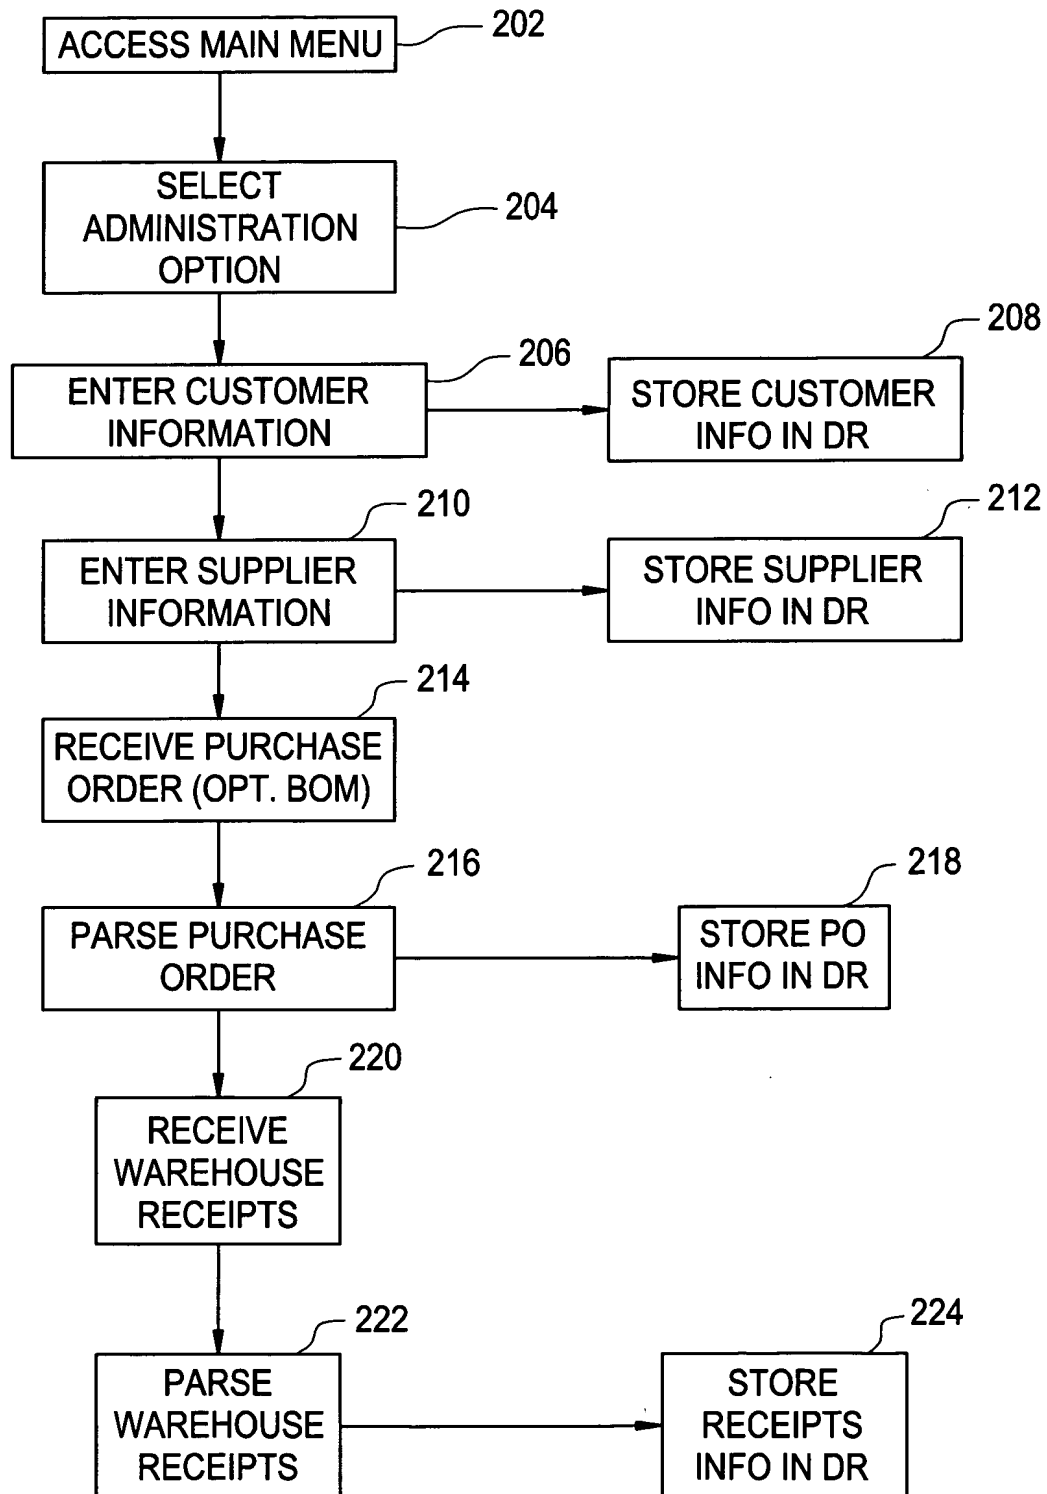 ACCESS MAIN MENU
202
SELECT
ADMINISTRATION
OPTION
204
206
ENTER CUSTOMER
INFORMATION
208
STORE CUSTOMER
INFO IN DR
210
ENTER SUPPLIER
INFORMATION
212
STORE SUPPLIER
INFO IN DR
214
RECEIVE PURCHASE
ORDER (OPT. BOM)
216
PARSE PURCHASE
ORDER
218
STORE PO
INFO IN DR
220
RECEIVE
WAREHOUSE
RECEIPTS
222
PARSE
WAREHOUSE
RECEIPTS
224
STORE
RECEIPTS
INFO IN DR